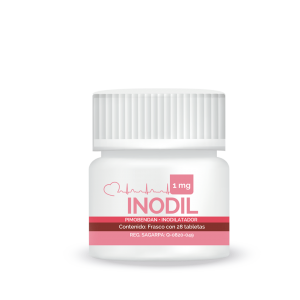 1 mg
INODIL
PIMOBENDAN - INODILATADOR
Contenido: Frasco con 28 tabletas
REG. SAGARPA: